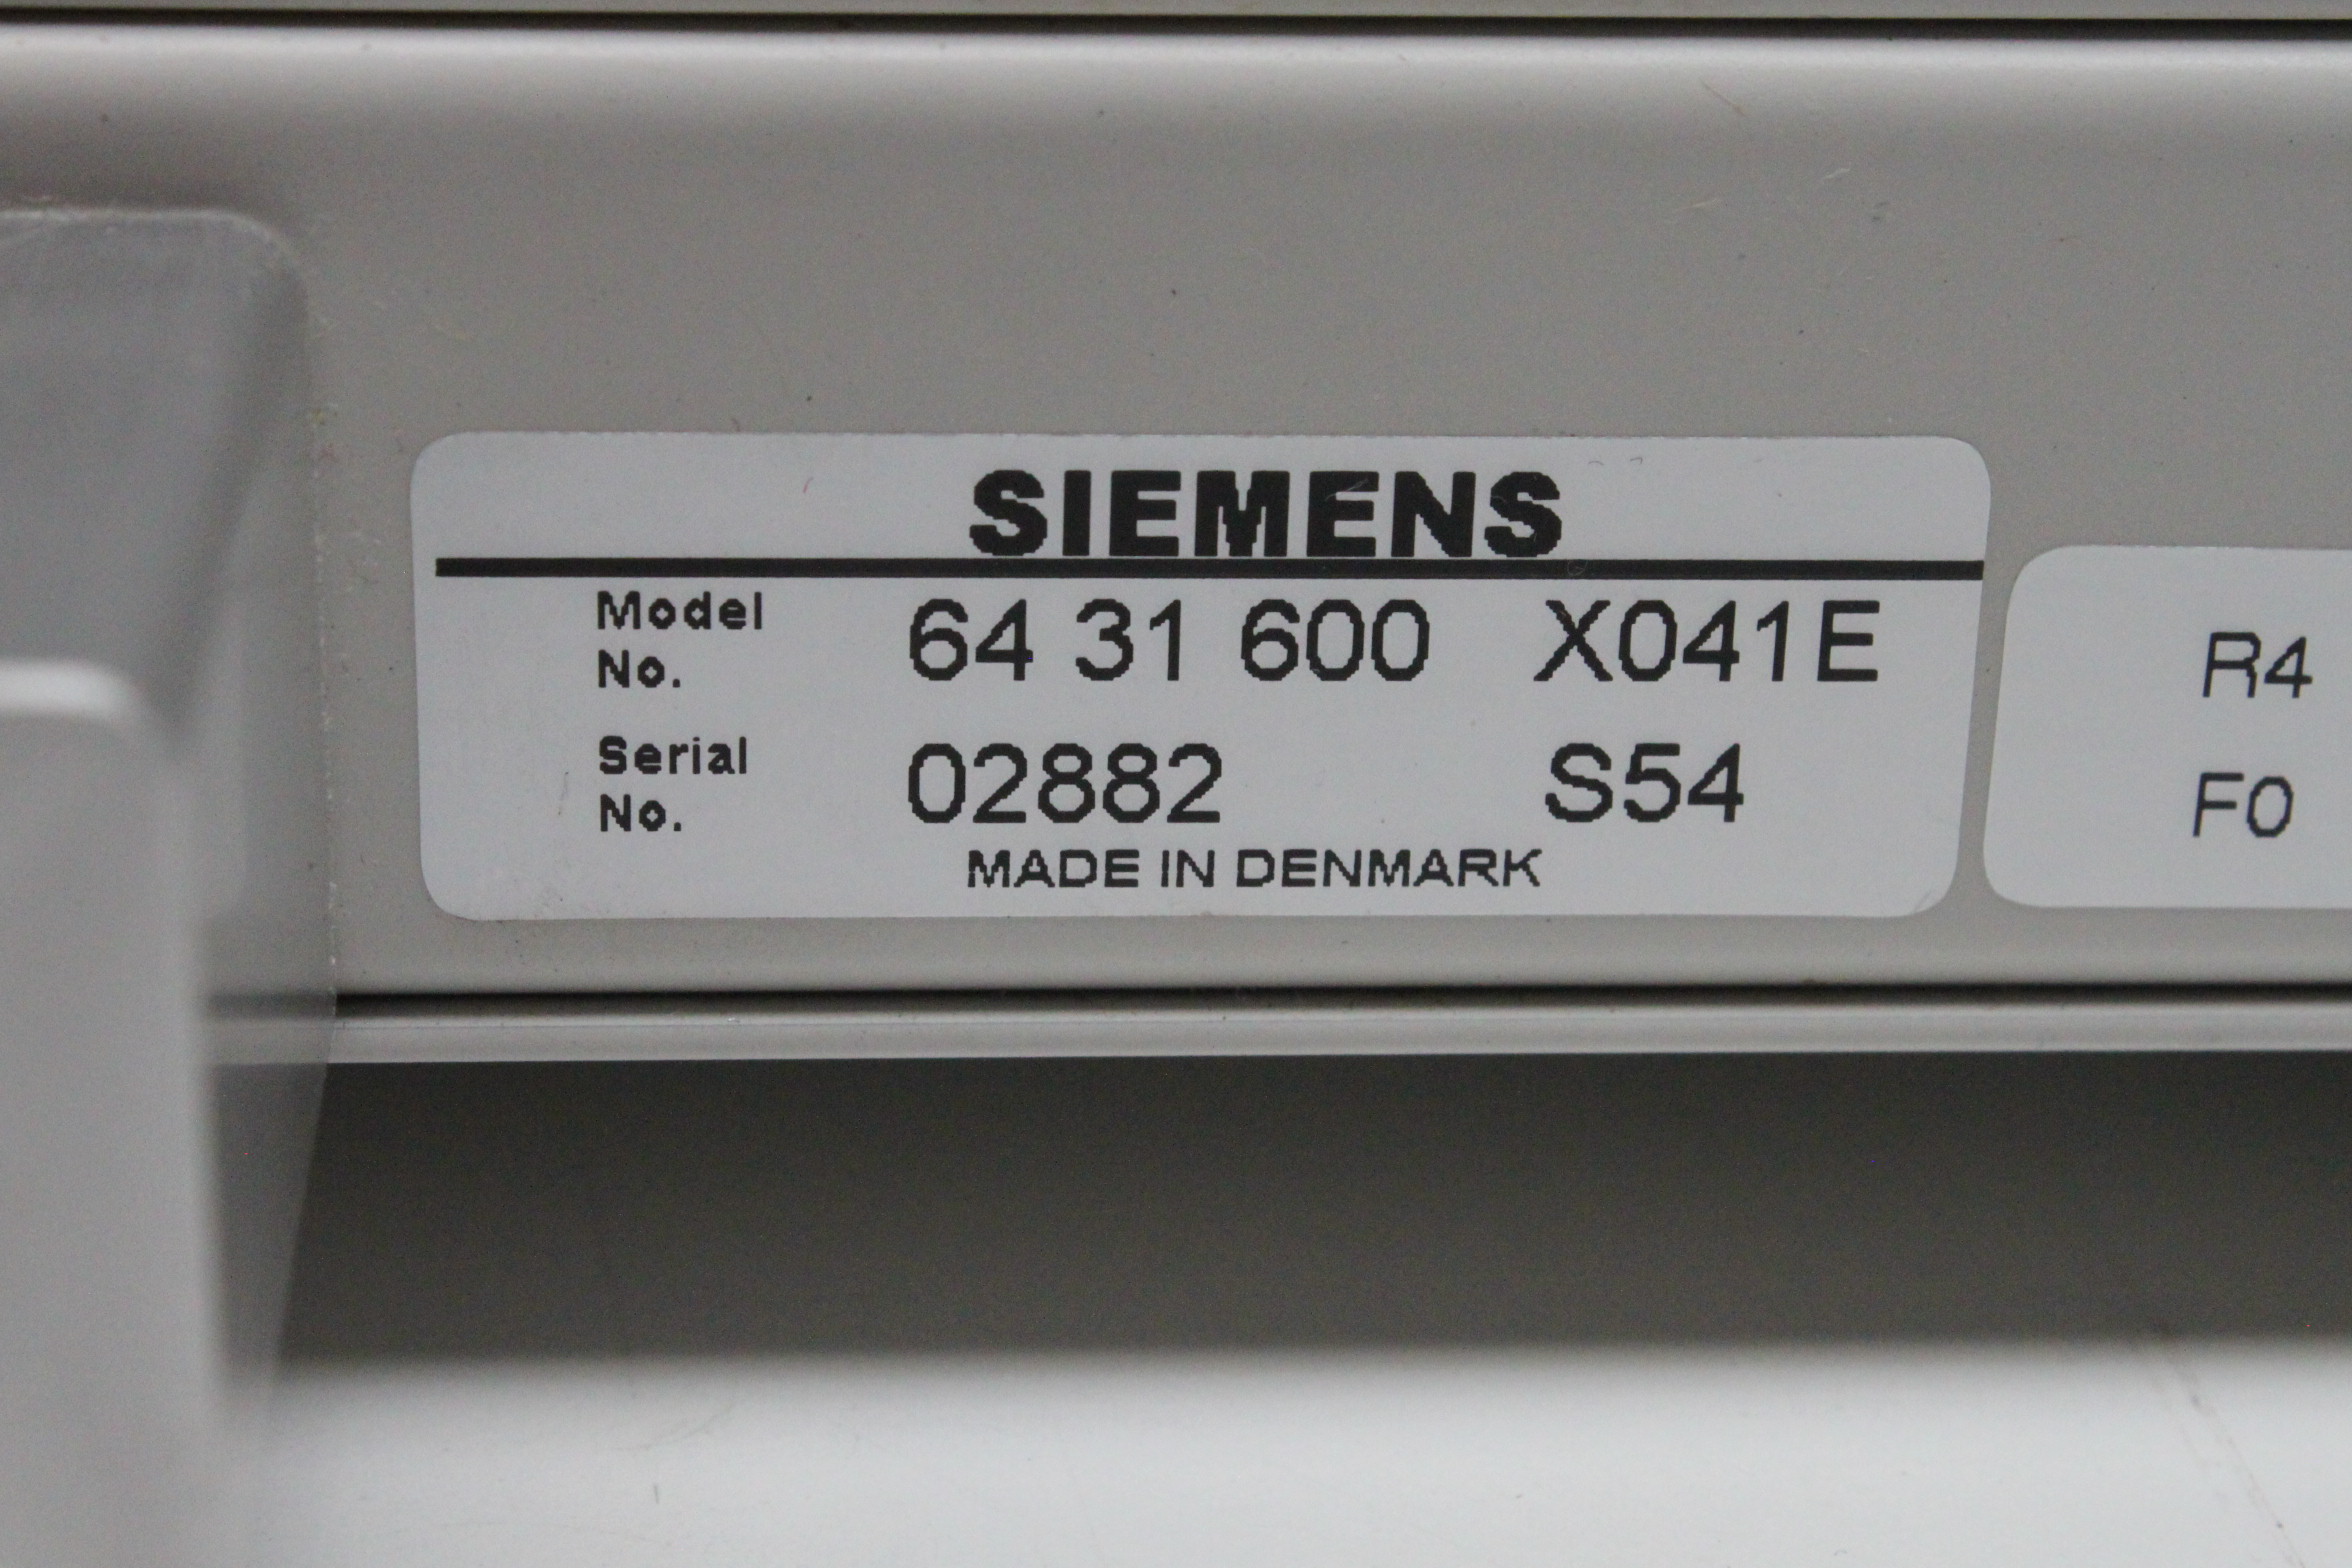 SIEMENS
Model No. 64 31 600 X041E
Serial No. 02882 S54
MADE IN DENMARK
R4
F0